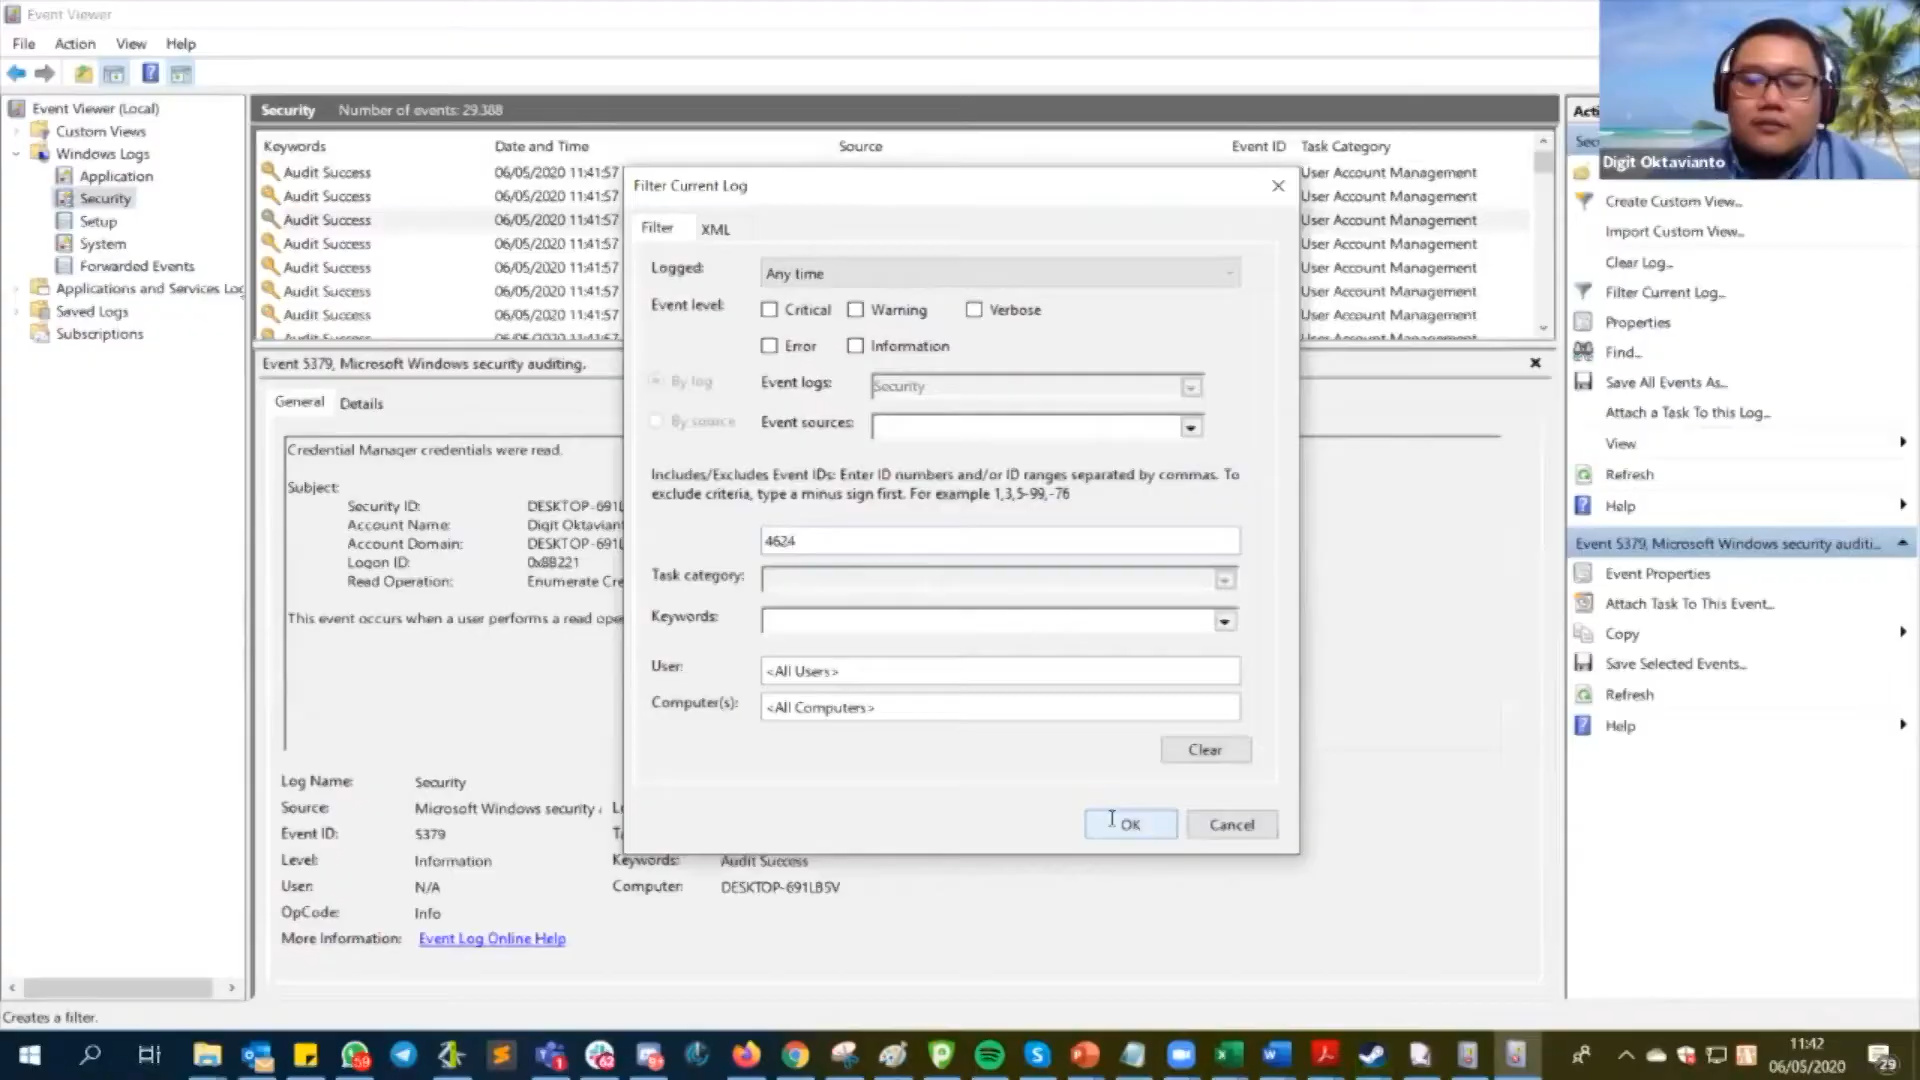 Event Viewer
File Action View Help
Event Viewer (Local)
Custom Views
Windows Logs
Application
Security
Setup
System
Forwarded Events
Applications and Services Log
Saved Logs
Subscriptions
Security Number of events: 29.388
Keywords Date and Time Source Event ID Task Category
Audit Success 06/05/2020 11:41:57 User Account Management
Audit Success 06/05/2020 11:41:57 User Account Management
Audit Success 06/05/2020 11:41:57 User Account Management
Audit Success 06/05/2020 11:41:57 User Account Management
Audit Success 06/05/2020 11:41:57 User Account Management
Audit Success 06/05/2020 11:41:57 User Account Management
Audit Success 06/05/2020 11:41:57 User Account Management
Event 5379, Microsoft Windows security auditing.
General Details
Credential Manager credentials were read.
Subject:
Security ID: DESKTOP-691L
Account Name: Digit Oktaviant
Account Domain: DESKTOP-691L
Logon ID: 0x8B221
Read Operation: Enumerate Cre
This event occurs when a user performs a read ope
Log Name: Security
Source: Microsoft Windows security
Event ID: 5379
Level: Information Keywords: Audit Success
User: N/A Computer: DESKTOP-691LB5V
OpCode: Info
More Information: Event Log Online Help
Filter Current Log
Filter XML
Logged: Any time
Event level: Critical Warning Verbose
Error Information
By log Event logs: Security
By source Event sources:
Includes/Excludes Event IDs: Enter ID numbers and/or ID ranges separated by commas. To
exclude criteria, type a minus sign first. For example 1,3,5-99,-76
4624
Task category:
Keywords:
User: <All Users>
Computer(s): <All Computers>
Clear
OK Cancel
Digit Oktavianto
Create Custom View...
Import Custom View...
Clear Log...
Filter Current Log...
Properties
Find...
Save All Events As...
Attach a Task To this Log...
View
Refresh
Help
Event 5379, Microsoft Windows security auditi...
Event Properties
Attach Task To This Event...
Copy
Save Selected Events...
Refresh
Help
Creates a filter.
11:42
06/05/2020